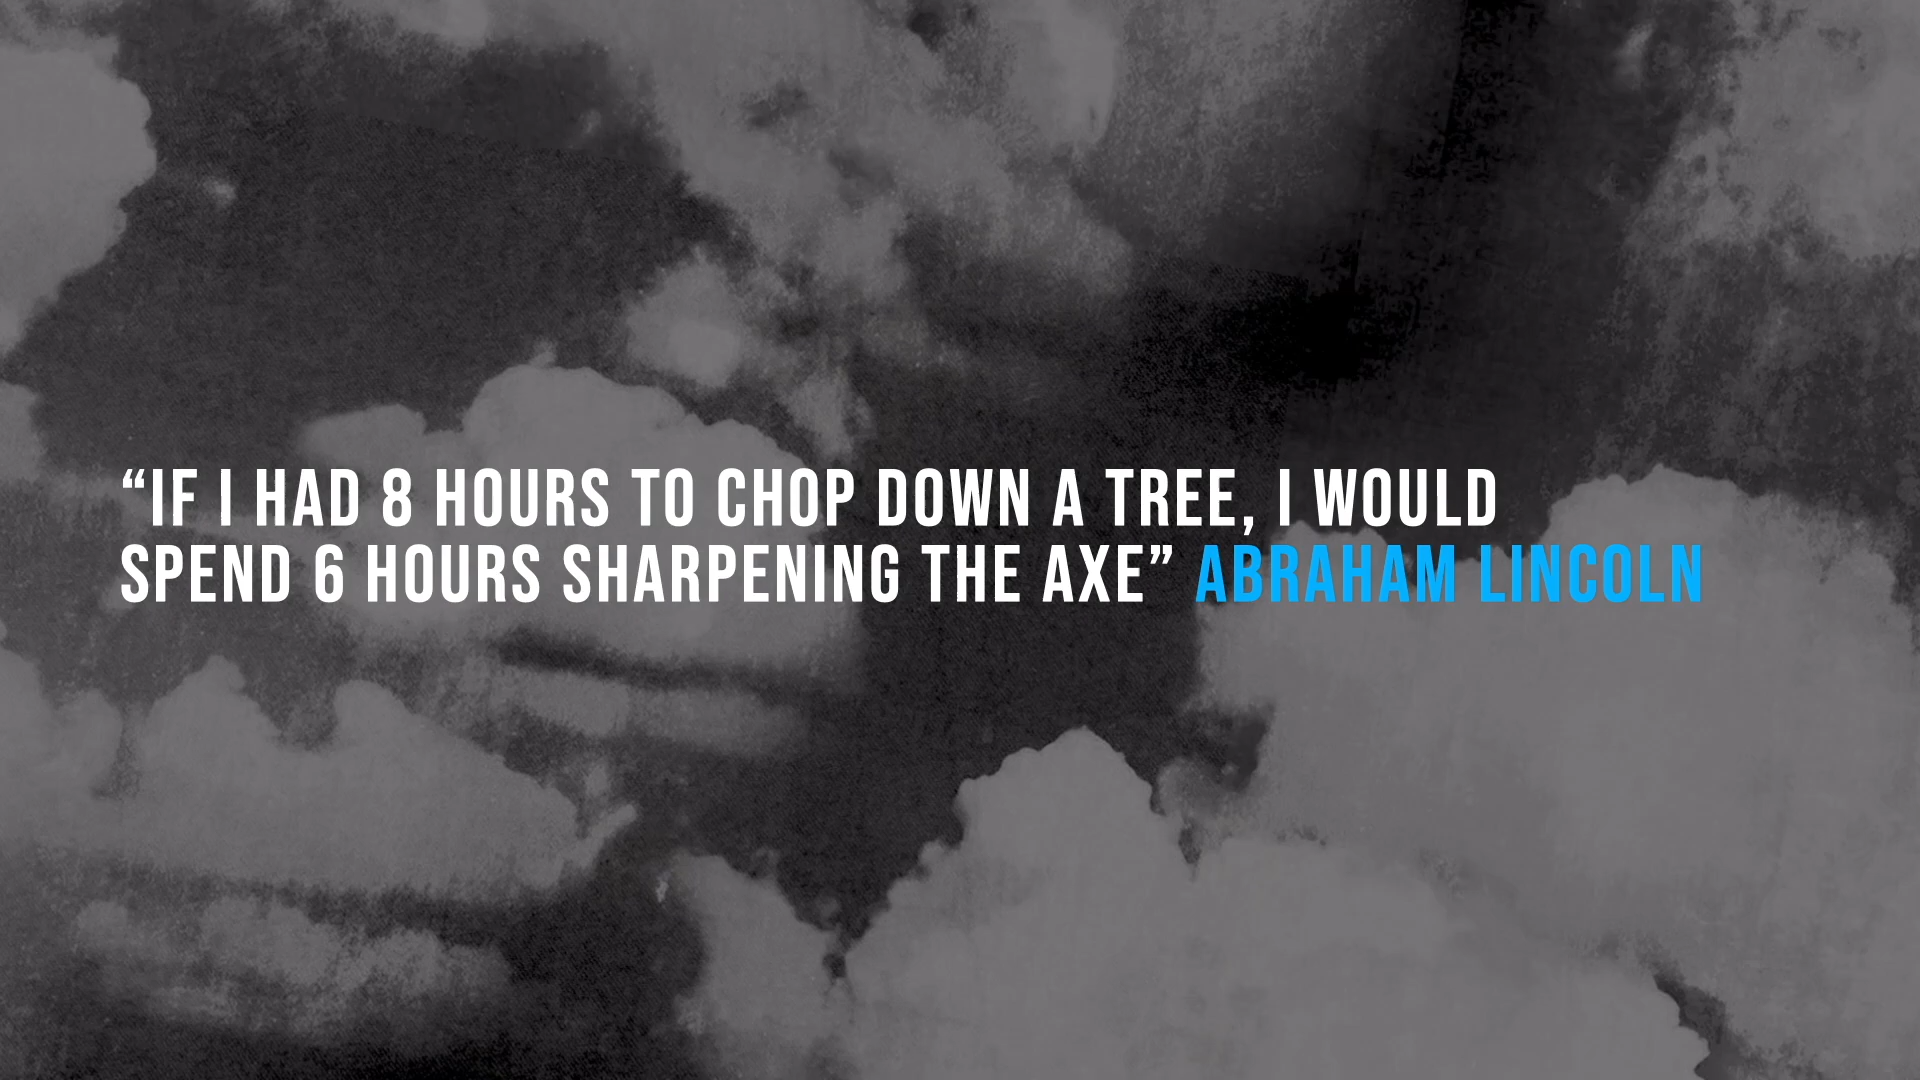 “IF I HAD 8 HOURS TO CHOP DOWN A TREE, I WOULD
SPEND 6 HOURS SHARPENING THE AXE” ABRAHAM LINCOLN